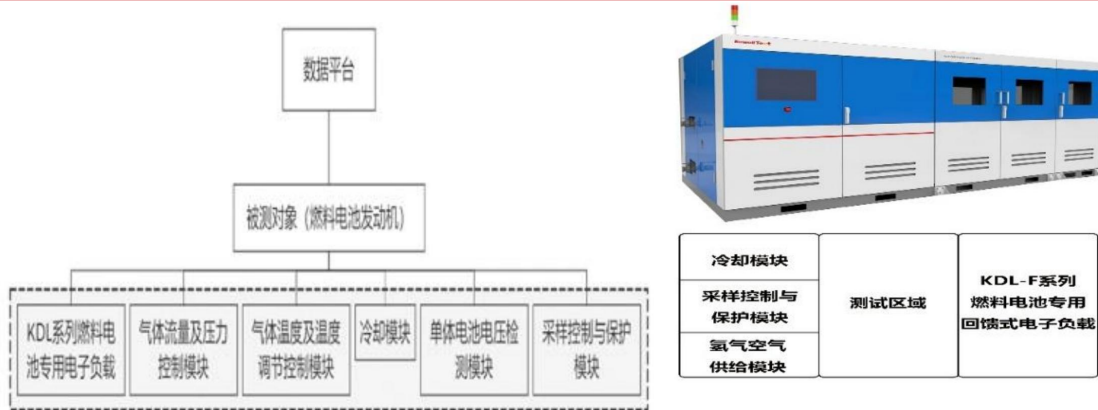 数据平台
被测对象（燃料电池发动机）
KDL系列燃料电
池专用电子负载
气体流量及压力
控制模块
气体温度及温度
调节控制模块
冷却模块
单体电池电压检
测模块
采样控制与保护
模块
冷却模块
采样控制与
保护模块
氢气空气
供给模块
测试区域
KDL-F系列
燃料电池专用
回馈式电子负载